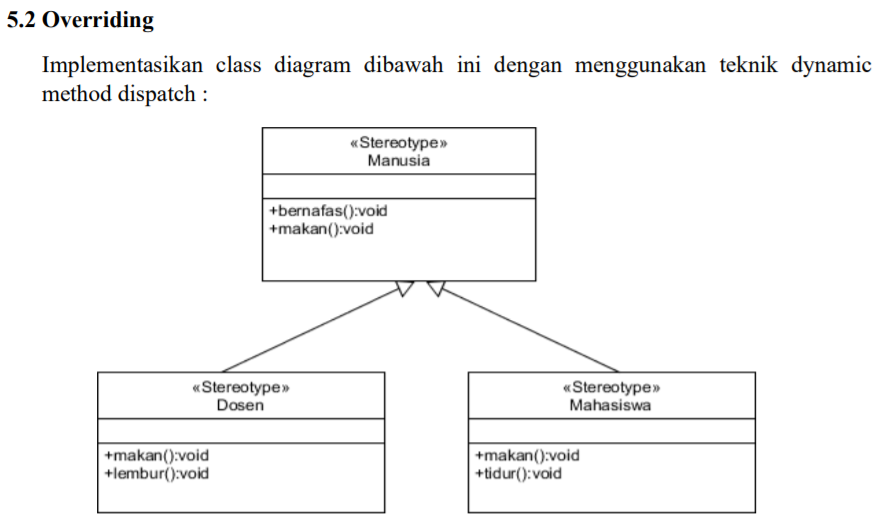 5.2 Overriding
Implementasikan class diagram dibawah ini dengan menggunakan teknik dynamic
method dispatch :
«Stereotype»
Manusia
+bernafas():void
+makan():void
«Stereotype»
Dosen
+makan():void
+lembur():void
«Stereotype»
Mahasiswa
+makan():void
+tidur():void